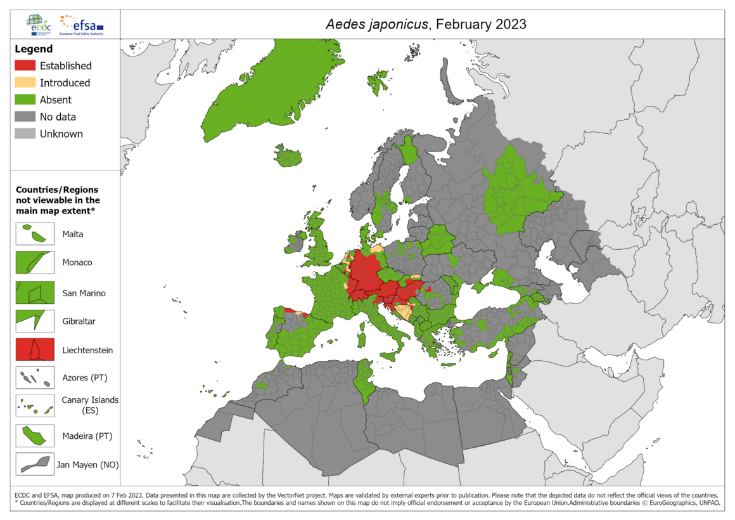 ecdc
efsa
European Food Safety Authority
Aedes japonicus, February 2023
Legend
Established
Introduced
Absent
No data
Unknown
Countries/Regions
not viewable in the
main map extent*
Malta
Monaco
San Marino
Gibraltar
Liechtenstein
Azores (PT)
Canary Islands
(ES)
Madeira (PT)
Jan Mayen (NO)
ECDC and EFSA, map produced on 7 Feb 2023. Data presented in this map are collected by the VectorNet project. Maps are validated by external experts prior to publication. Please note that the depicted data do not reflect the official views of the countries.
* Countries/Regions are displayed at different scales to facilitate their visualisation.The boundaries and names shown on this map do not imply official endorsement or acceptance by the European Union.Administrative boundaries © EuroGeographics, UNFAO.